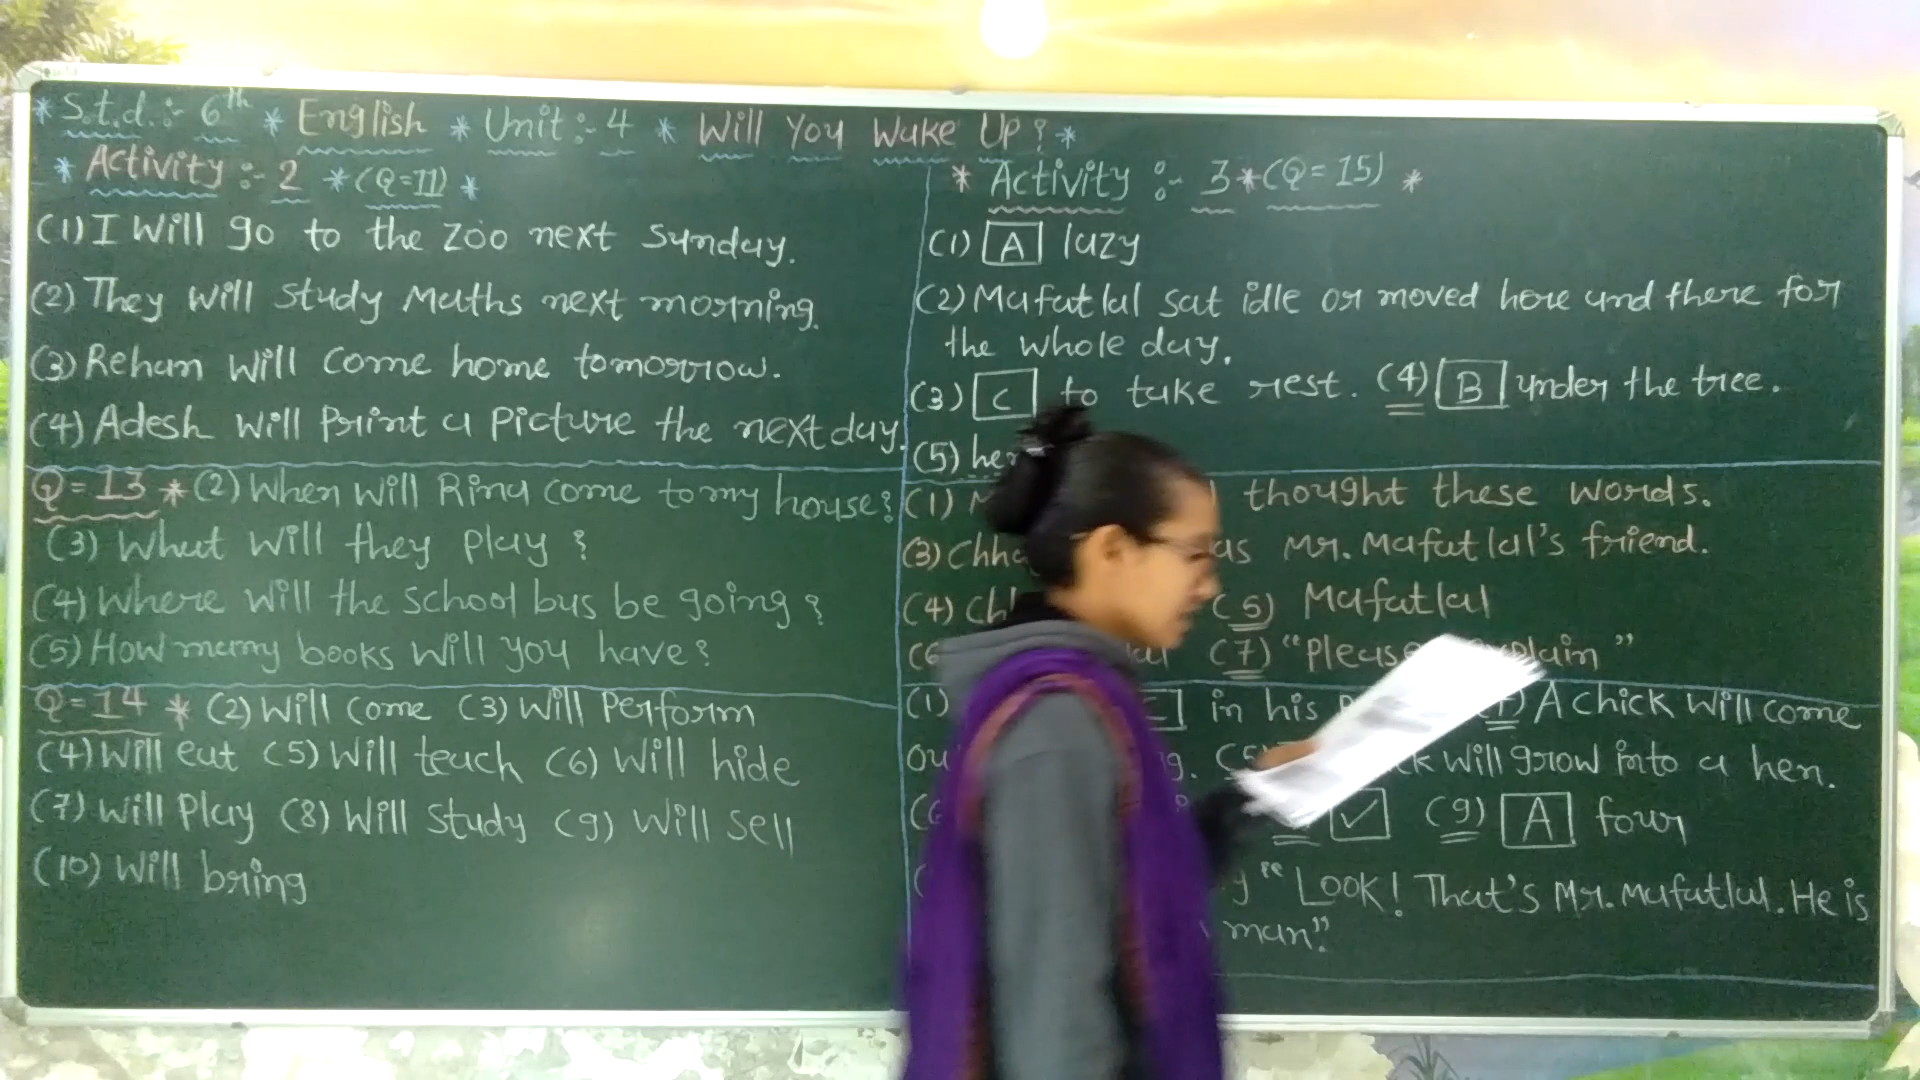 * S.t.d. :- 6th * English * Unit :- 4 * Will You Wake Up? *
* Activity :- 2 * (Q=11) *
(1) I Will go to the Zoo next Sunday.
(2) They Will Study Maths next morning.
(3) Rehan Will Come home tomorrow.
(4) Adesh Will Print a Picture the next day.
Q=13 * (2) When Will Rina Come to my house?
(3) What Will they play ?
(4) Where will the School bus be going ?
(5) How many books Will you have?
Q=14 * (2) Will Come (3) Will Perform
(4) Will eat (5) Will teach (6) Will hide
(7) Will Play (8) Will Study (9) Will Sell
(10) Will bring
* Activity :- 3 * (Q=15) *
(1) A lazy
(2) Mafatlal sat idle or moved here and there for
the whole day.
(3) C to take rest. (4) B under the tree.
(5)
(1) thought these words.
(3) Mr. Mafatlal's friend.
(4) (5) Mafatlal
(7) "Please explain"
(1) in his A chick will come
will grow into a hen.
✓ (9) A four
"Look! That's Mr. Mafatlal. He is
man".